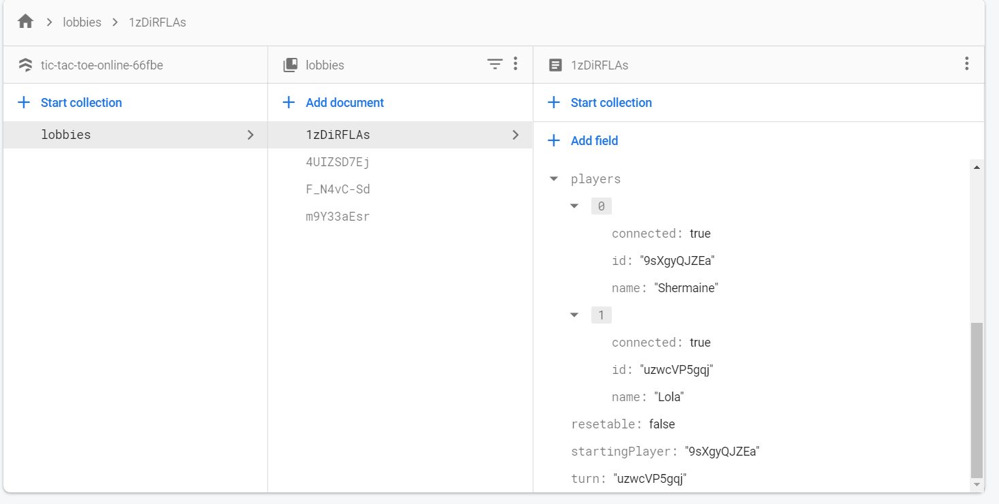 lobbies 1zDiRFLAs
tic-tac-toe-online-66fbe
Start collection
lobbies
lobbies
Add document
1zDiRFLAs
4UIZSD7Ej
F_N4vC-Sd
m9Y33aEsr
1zDiRFLAs
Start collection
Add field
players
0
connected: true
id: "9sXgyQJZEa"
name: "Shermaine"
1
connected: true
id: "uzwcVP5gqj"
name: "Lola"
resetable: false
startingPlayer: "9sXgyQJZEa"
turn: "uzwcVP5gqj"